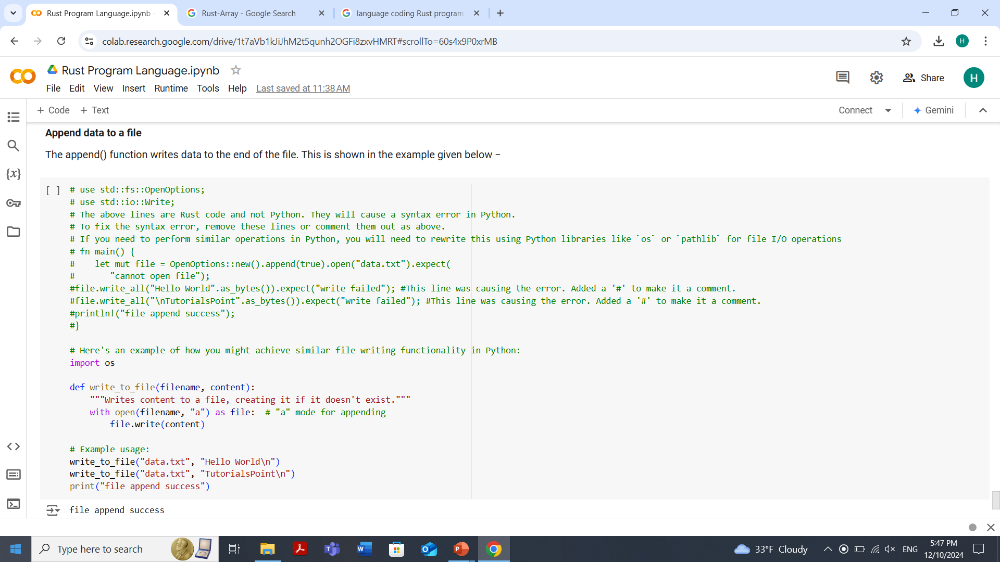 Rust Program Language.ipynb -
Rust-Array - Google Search
language coding Rust program
colab.research.google.com/drive/1t7aVb1kJiJhM2t5qunh2OGFi8zxvHMRT#scrollTo=60s4x9P0xrMB
H
Rust Program Language.ipynb
Share
H
File Edit View Insert Runtime Tools Help Last saved at 11:38 AM
+ Code + Text
Connect
Gemini
Append data to a file
The append() function writes data to the end of the file. This is shown in the example given below −
[ ] # use std::fs::OpenOptions;
# use std::io::Write;
# The above lines are Rust code and not Python. They will cause a syntax error in Python.
# To fix the syntax error, remove these lines or comment them out as above.
# If you need to perform similar operations in Python, you will need to rewrite this using Python libraries like `os` or `pathlib` for file I/O operations
# fn main() {
#    let mut file = OpenOptions::new().append(true).open("data.txt").expect(
#       "cannot open file");
#file.write_all("Hello World".as_bytes()).expect("write failed"); #This line was causing the error. Added a '#' to make it a comment.
#file.write_all("\nTutorialsPoint".as_bytes()).expect("write failed"); #This line was causing the error. Added a '#' to make it a comment.
#println!("file append success");
#}
# Here's an example of how you might achieve similar file writing functionality in Python:
import os
def write_to_file(filename, content):
    """Writes content to a file, creating it if it doesn't exist."""
    with open(filename, "a") as file:  # "a" mode for appending
        file.write(content)
# Example usage:
write_to_file("data.txt", "Hello World\n")
write_to_file("data.txt", "TutorialsPoint\n")
print("file append success")
file append success
{x}
Type here to search
33°F Cloudy
ENG
5:47 PM
12/10/2024